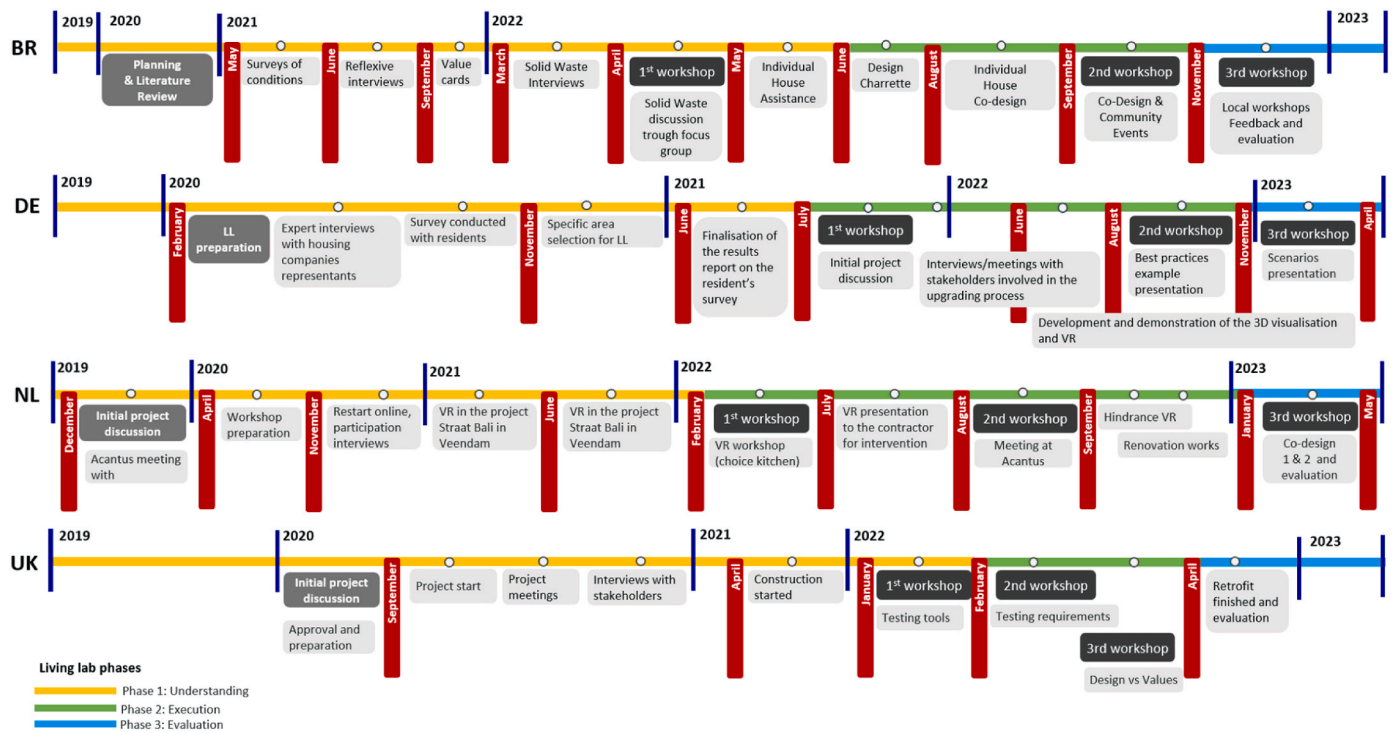 2019
2020
2021
2022
2023
BR
May
June
September
March
April
May
June
August
September
November
Planning
& Literature
Review
Surveys of
conditions
Reflexive
interviews
Value
cards
Solid Waste
Interviews
1st workshop
Solid Waste
discussion
trough focus
group
Individual
House
Assistance
Design
Charrette
Individual
House
Co-design
2nd workshop
Co-Design &
Community
Events
3rd workshop
Local workshops
Feedback and
evaluation
2019
2020
2021
2022
2023
DE
February
November
June
July
June
August
November
April
LL
preparation
Expert interviews
with housing
companies
representants
Survey conducted
with residents
Specific area
selection for LL
Finalisation of
the results
report on the
resident's
survey
1st workshop
Initial project
discussion
Interviews/meetings with
stakeholders involved in the
upgrading process
2nd workshop
Best practices
example
presentation
3rd workshop
Scenarios
presentation
Development and demonstration of the 3D visualisation
and VR
2019
2020
2021
2022
2023
NL
December
April
November
June
February
July
August
September
January
May
Initial project
discussion
Acantus meeting
with
Workshop
preparation
Restart online,
participation
interviews
VR in the project
Straat Bali in
Veendam
VR in the project
Straat Bali in
Veendam
1st workshop
VR workshop
(choice kitchen)
VR presentation
to the contractor
for intervention
2nd workshop
Meeting at
Acantus
Hindrance VR
Renovation works
3rd workshop
Co-design
1 & 2 and
evaluation
2019
2020
2021
2022
2023
UK
September
April
January
February
April
Initial project
discussion
Approval and
preparation
Project start
Project
meetings
Interviews with
stakeholders
Construction
started
1st workshop
Testing tools
2nd workshop
Testing requirements
3rd workshop
Design vs Values
Retrofit
finished and
evaluation
Living lab phases
Phase 1: Understanding
Phase 2: Execution
Phase 3: Evaluation